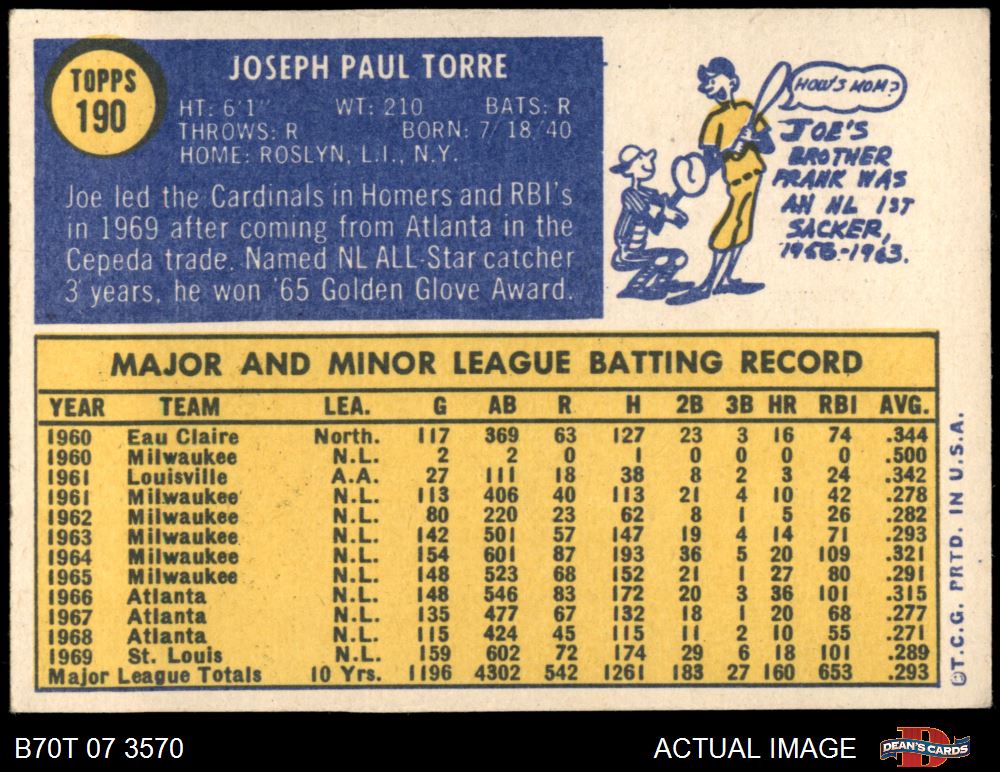 TOPPS
190
JOSEPH PAUL TORRE
HT: 6'1" WT: 210 BATS: R
THROWS: R BORN: 7/18/40
HOME: ROSLYN, L.I., N.Y.
Joe led the Cardinals in Homers and RBI's
in 1969 after coming from Atlanta in the
Cepeda trade. Named NL ALL-Star catcher
3 years, he won '65 Golden Glove Award.
HOW'S MOM?
JOE'S
BROTHER
FRANK WAS
AN NL 1ST
SACKER,
1956-1963.
MAJOR AND MINOR LEAGUE BATTING RECORD
YEAR TEAM LEA. G AB R H 2B 3B HR RBI AVG.
1960 Eau Claire North. 117 369 63 127 23 3 16 74 .344
1960 Milwaukee N.L. 2 2 0 1 0 0 0 0 .500
1961 Louisville A.A. 27 111 18 38 8 2 3 24 .342
1961 Milwaukee N.L. 113 406 40 113 21 4 10 42 .278
1962 Milwaukee N.L. 80 220 23 62 8 1 5 26 .282
1963 Milwaukee N.L. 142 501 57 147 19 4 14 71 .293
1964 Milwaukee N.L. 154 601 87 193 36 5 20 109 .321
1965 Milwaukee N.L. 148 523 68 152 21 1 27 80 .291
1966 Atlanta N.L. 148 546 83 172 20 3 36 101 .315
1967 Atlanta N.L. 135 477 67 132 18 1 20 68 .277
1968 Atlanta N.L. 115 424 45 115 11 2 10 55 .271
1969 St. Louis N.L. 159 602 72 174 29 6 18 101 .289
Major League Totals 10 Yrs. 1196 4302 542 1261 183 27 160 653 .293
©T.C.G. PRTD. IN U.S.A.
B70T 07 3570
ACTUAL IMAGE
DEAN'S CARDS